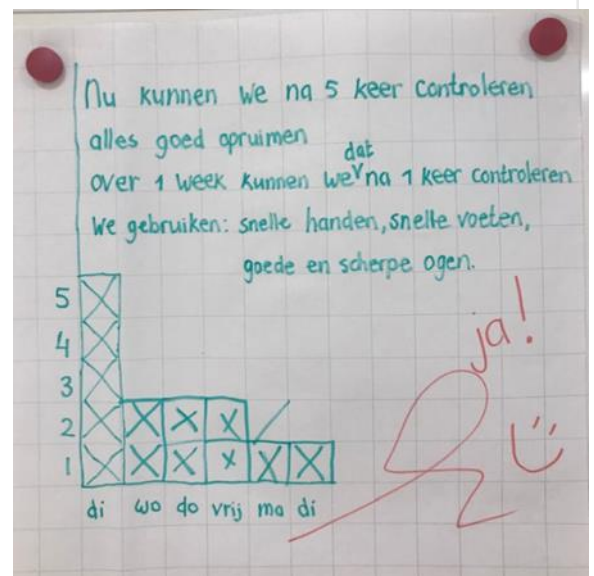 Nu kunnen we na 5 keer controleren
alles goed opruimen
over 1 week kunnen we dat na 1 keer controleren
We gebruiken: snelle handen, snelle voeten,
goede en scherpe ogen.
ja!
5
4
3
2
1
di wo do vrij ma di